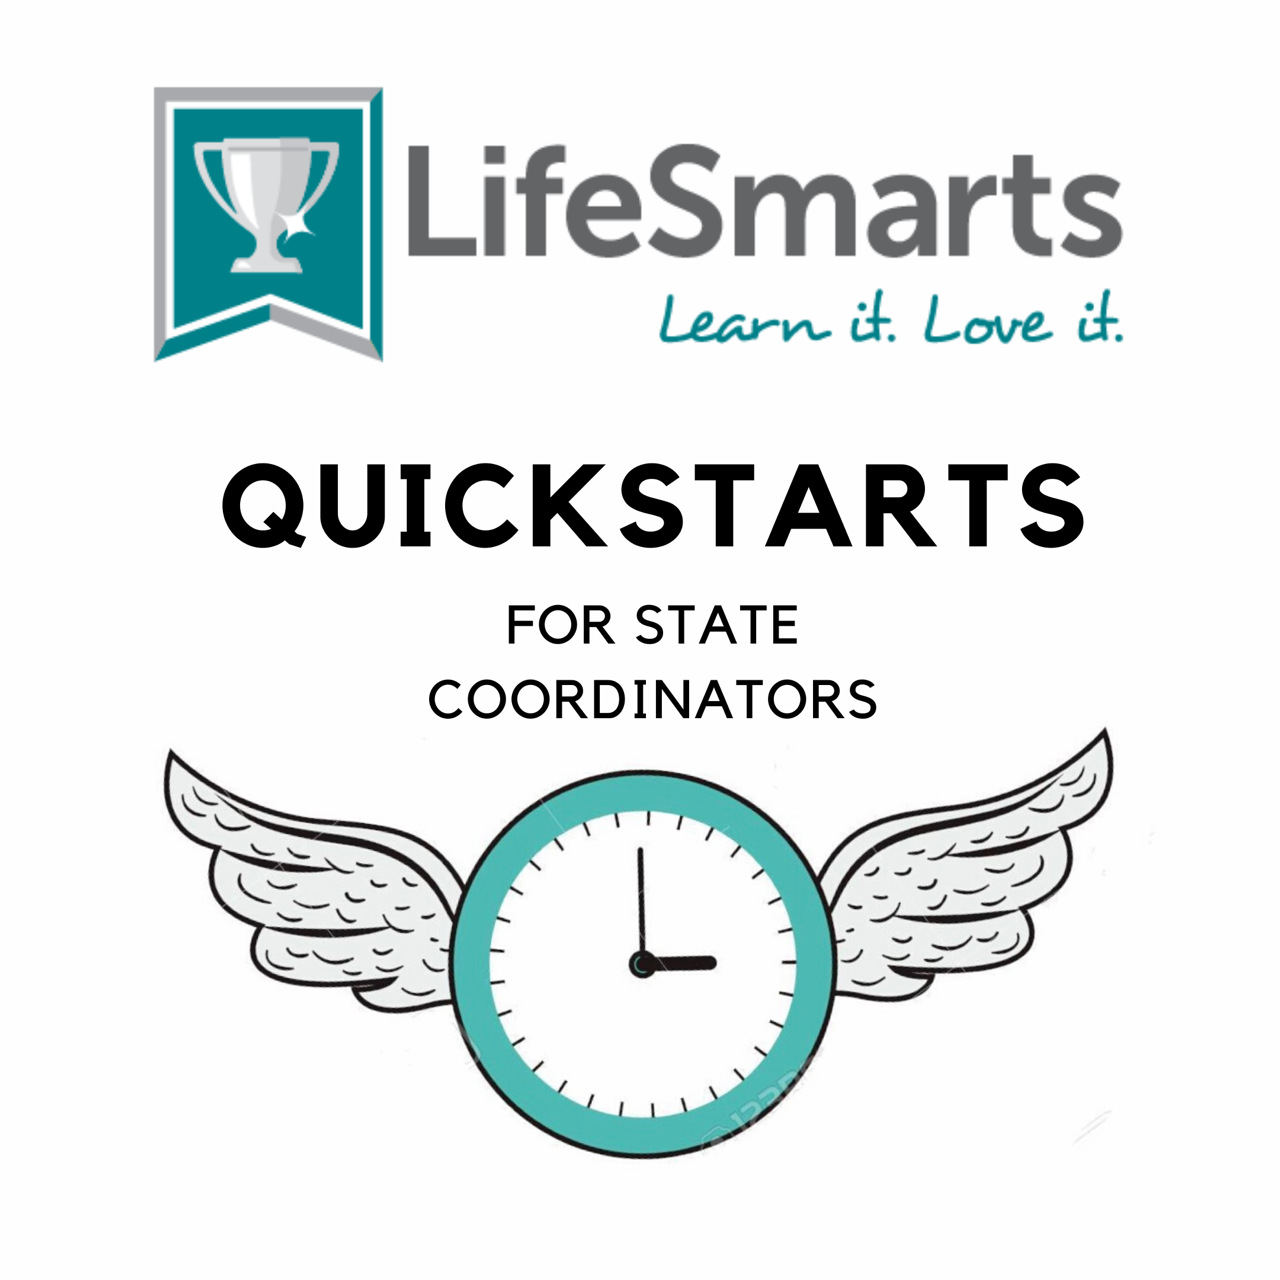 LifeSmarts
Learn it. Love it.
QUICKSTARTS
FOR STATE
COORDINATORS